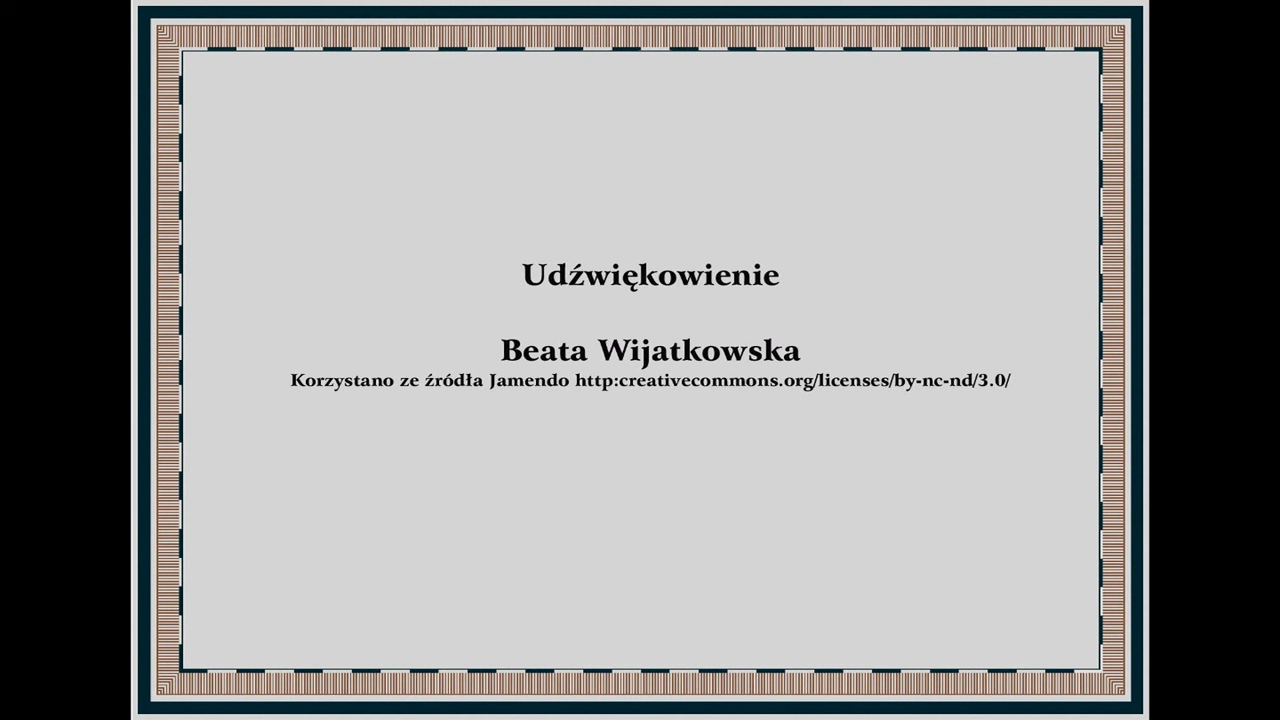 Udźwiękowienie
Beata Wijatkowska
Korzystano ze źródła Jamendo http:creativecommons.org/licenses/by-nc-nd/3.0/